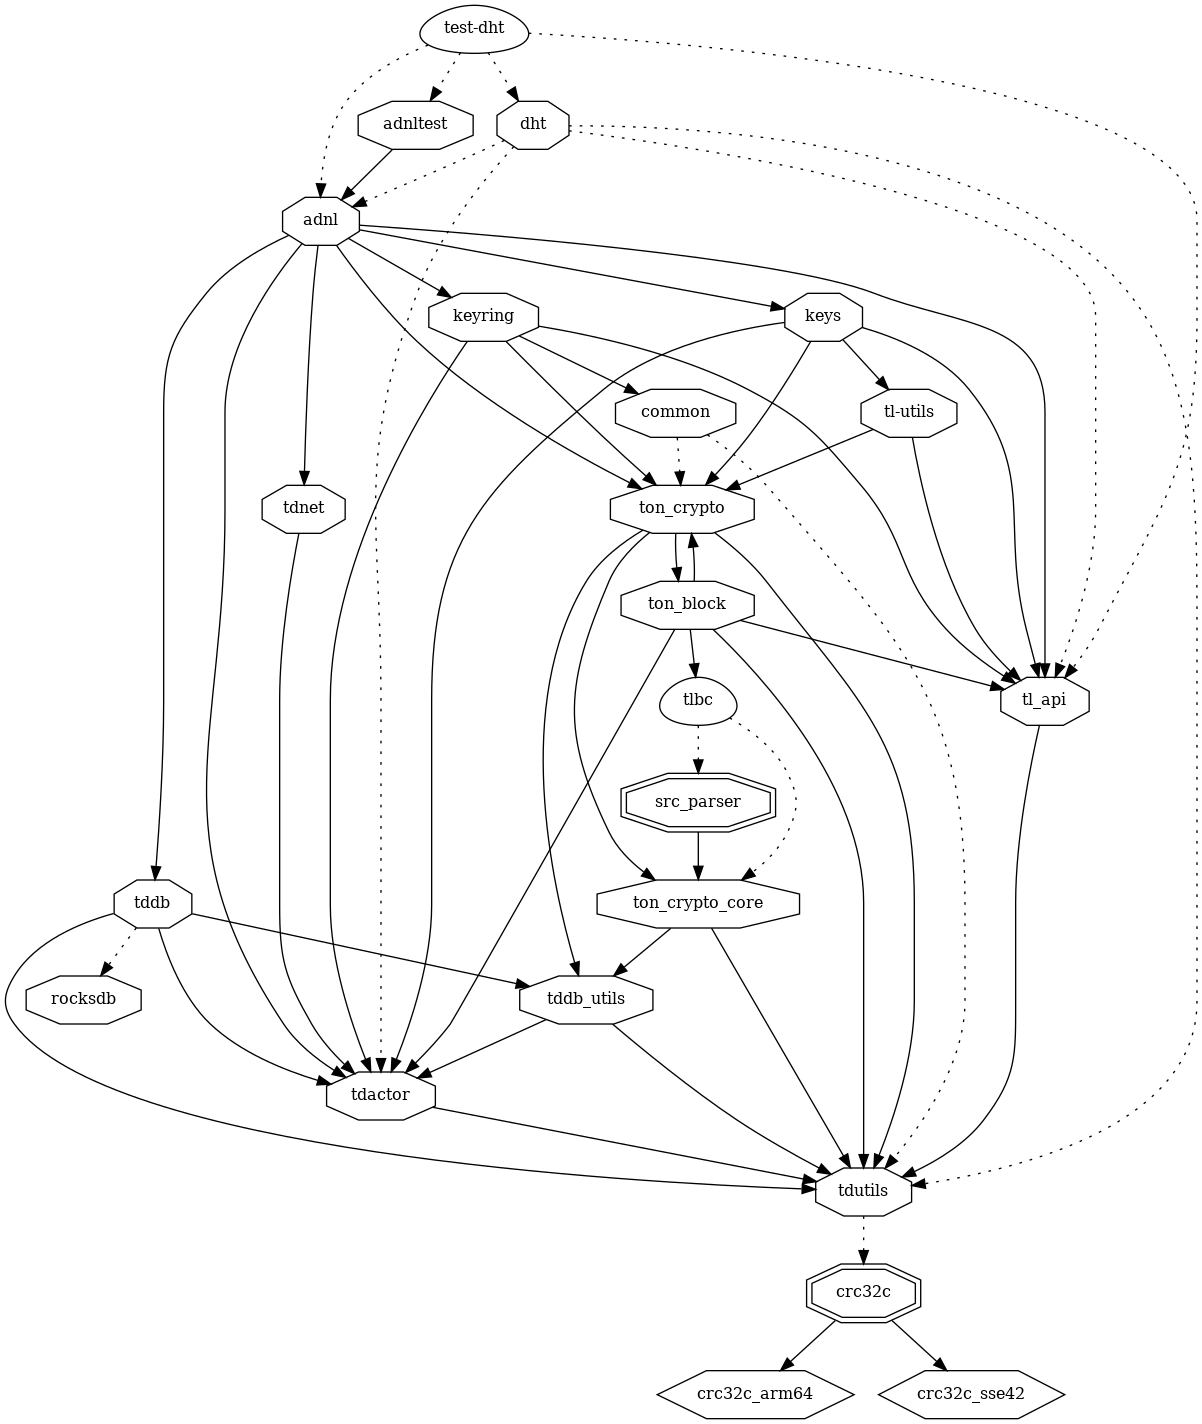 test-dht
adnltest
dht
adnl
keyring
keys
common
tl-utils
tdnet
ton_crypto
ton_block
tlbc
tl_api
src_parser
tddb
ton_crypto_core
rocksdb
tddb_utils
tdactor
tdutils
crc32c
crc32c_arm64
crc32c_sse42